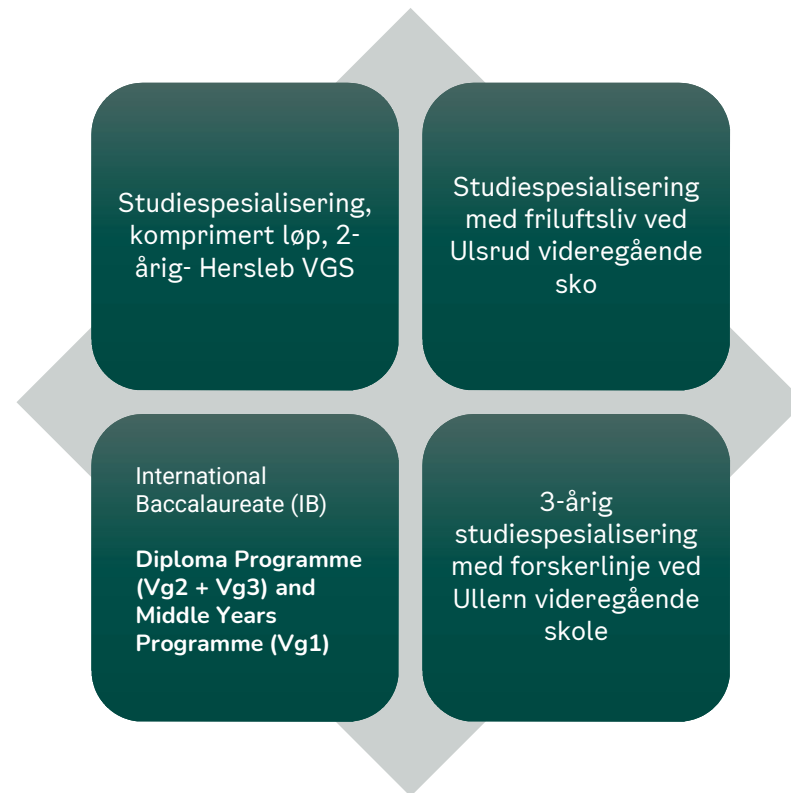 Studiespesialisering,
komprimert løp, 2-
årig- Hersleb VGS
Studiespesialisering
med friluftsliv ved
Ulsrud videregående
sko
International
Baccalaureate (IB)
Diploma Programme
(Vg2 + Vg3) and
Middle Years
Programme (Vg1)
3-årig
studiespesialisering
med forskerlinje ved
Ullern videregående
skole